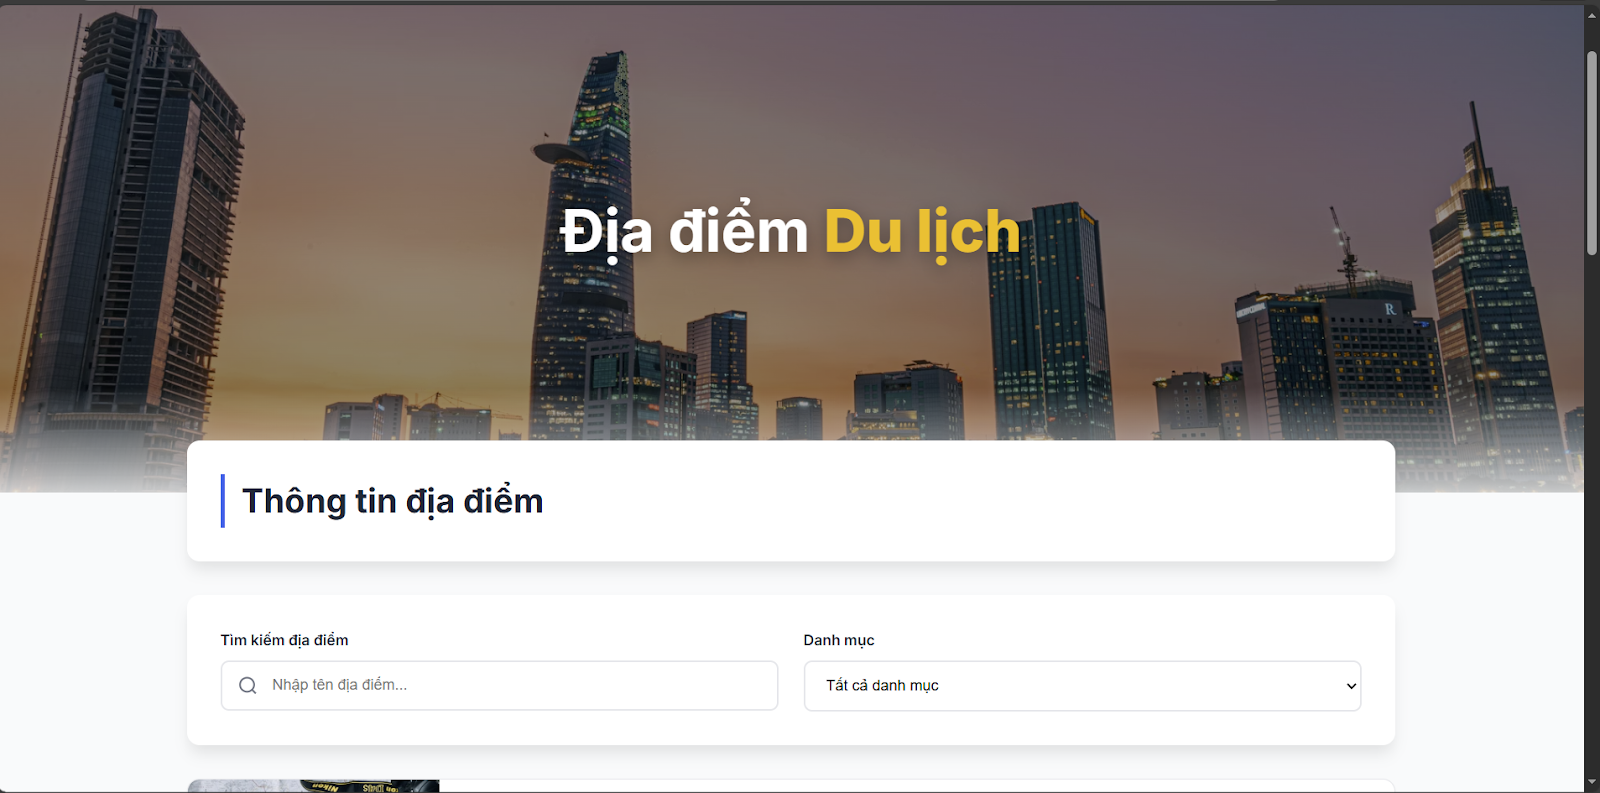 Địa điểm Du lịch
R
Thông tin địa điểm
Tìm kiếm địa điểm
Danh mục
Nhập tên địa điểm...
Tất cả danh mục
Nikon